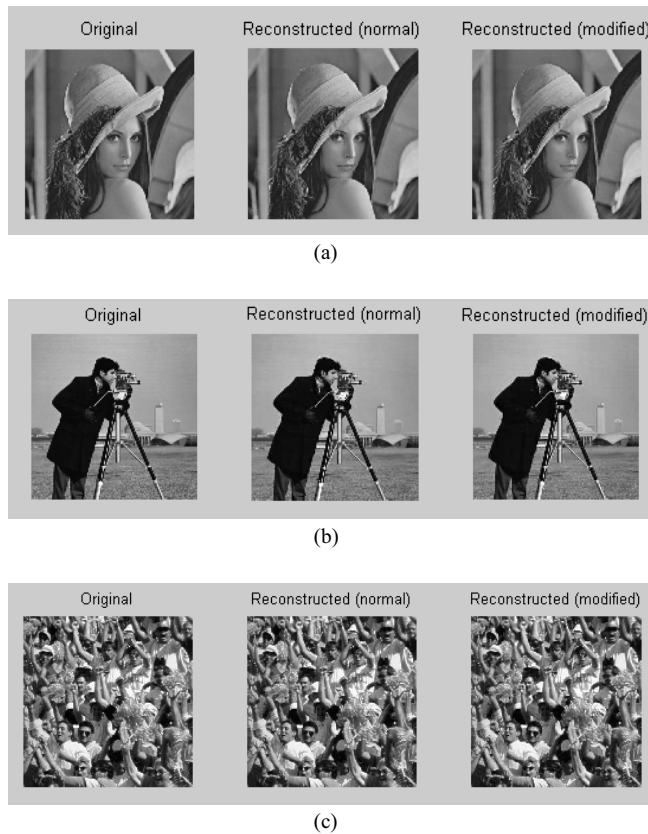 Original Reconstructed (normal) Reconstructed (modified)
(a)
Original Reconstructed (normal) Reconstructed (modified)
(b)
Original Reconstructed (normal) Reconstructed (modified)
(c)